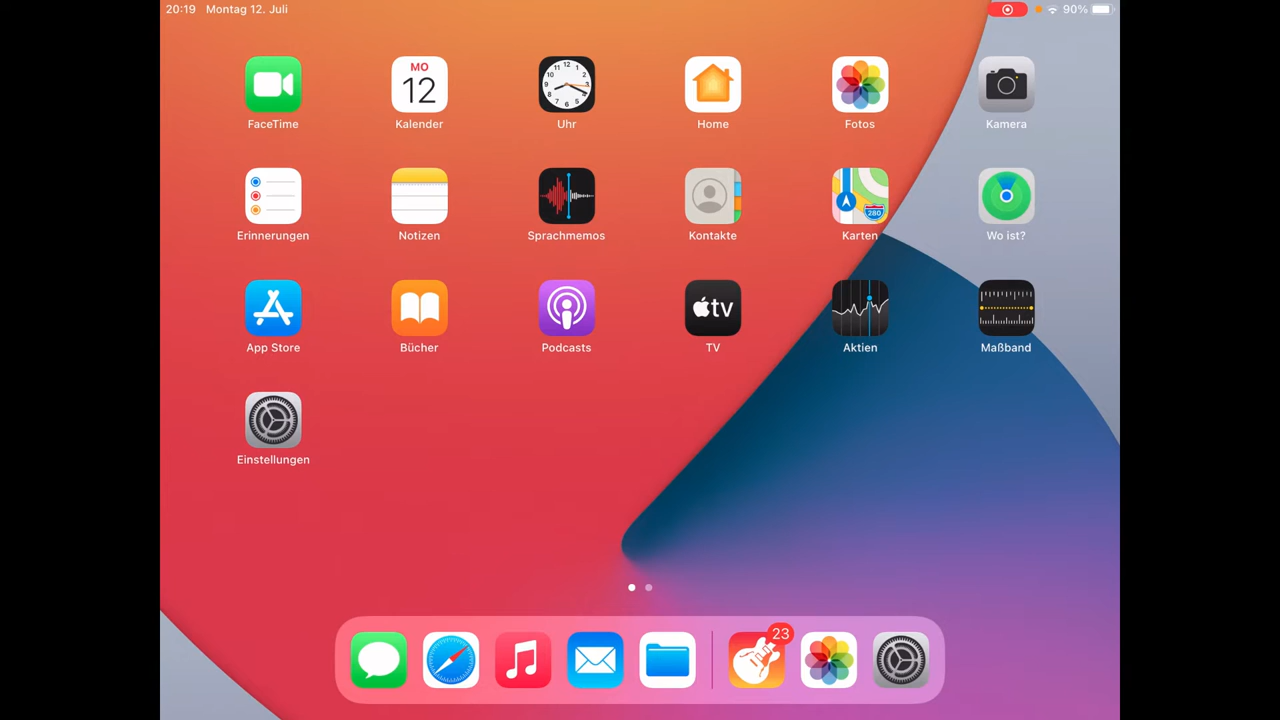 20:19 Montag 12. Juli
90%
MO
12
FaceTime
Kalender
Uhr
Home
Fotos
Kamera
280
Erinnerungen
Notizen
Sprachmemos
Kontakte
Karten
Wo ist?
tv
App Store
Bücher
Podcasts
TV
Aktien
Maßband
Einstellungen
23